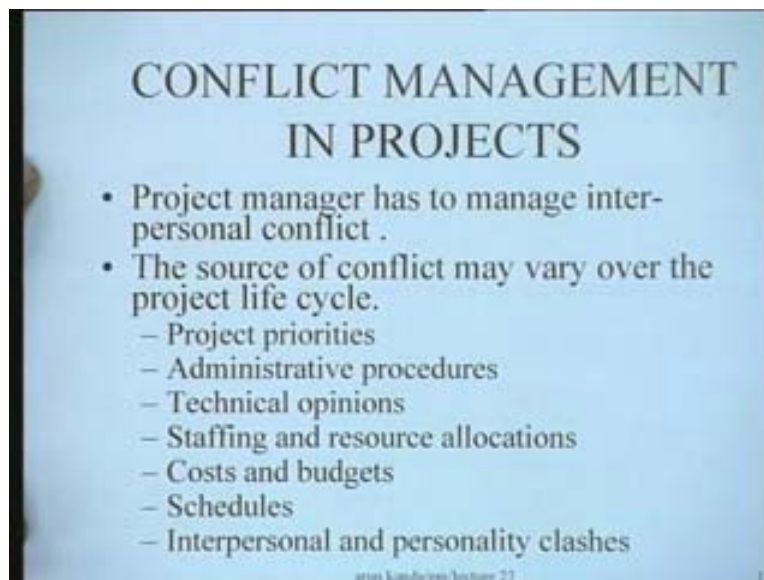 CONFLICT MANAGEMENT
IN PROJECTS
• Project manager has to manage inter-
personal conflict .
• The source of conflict may vary over the
project life cycle.
– Project priorities
– Administrative procedures
– Technical opinions
– Staffing and resource allocations
– Costs and budgets
– Schedules
– Interpersonal and personality clashes